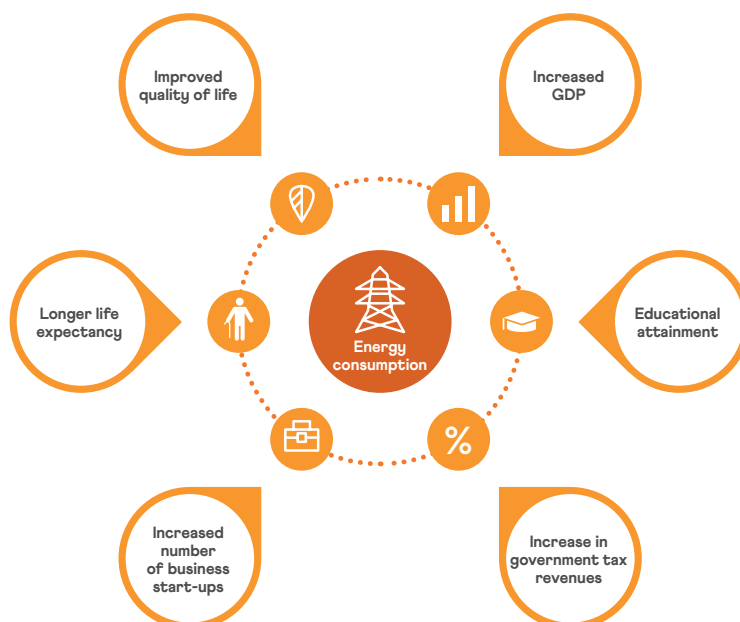 Improved
quality of life
Increased
GDP
Longer life
expectancy
Energy
consumption
Educational
attainment
%
Increased
number
of business
start-ups
Increase in
government tax
revenues